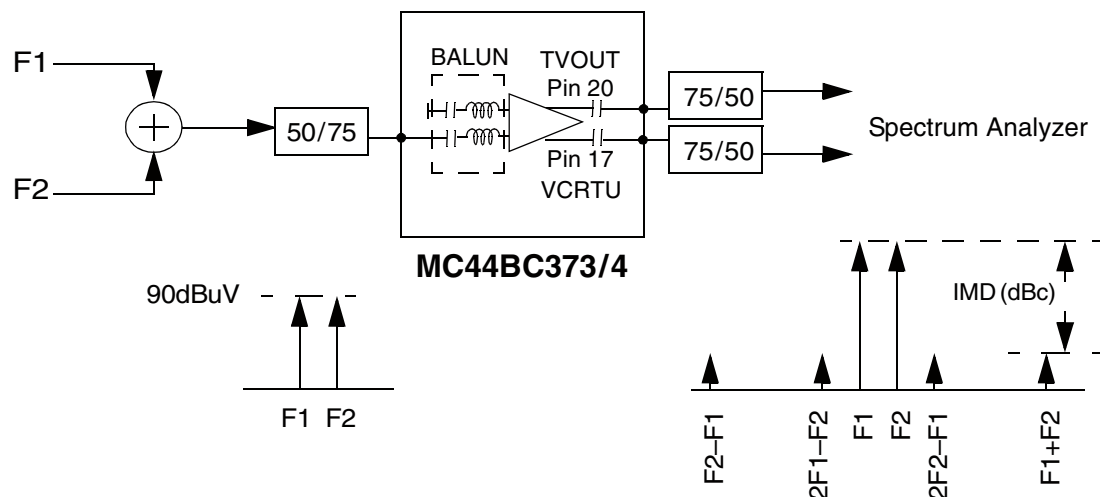 F1
F2
+
50/75
BALUN
TVOUT
Pin 20
Pin 17
VCRTU
75/50
75/50
Spectrum Analyzer
MC44BC373/4
90dBuV
F1 F2
IMD (dBc)
F2–F1
2F1–F2
F1
F2
2F2–F1
F1+F2